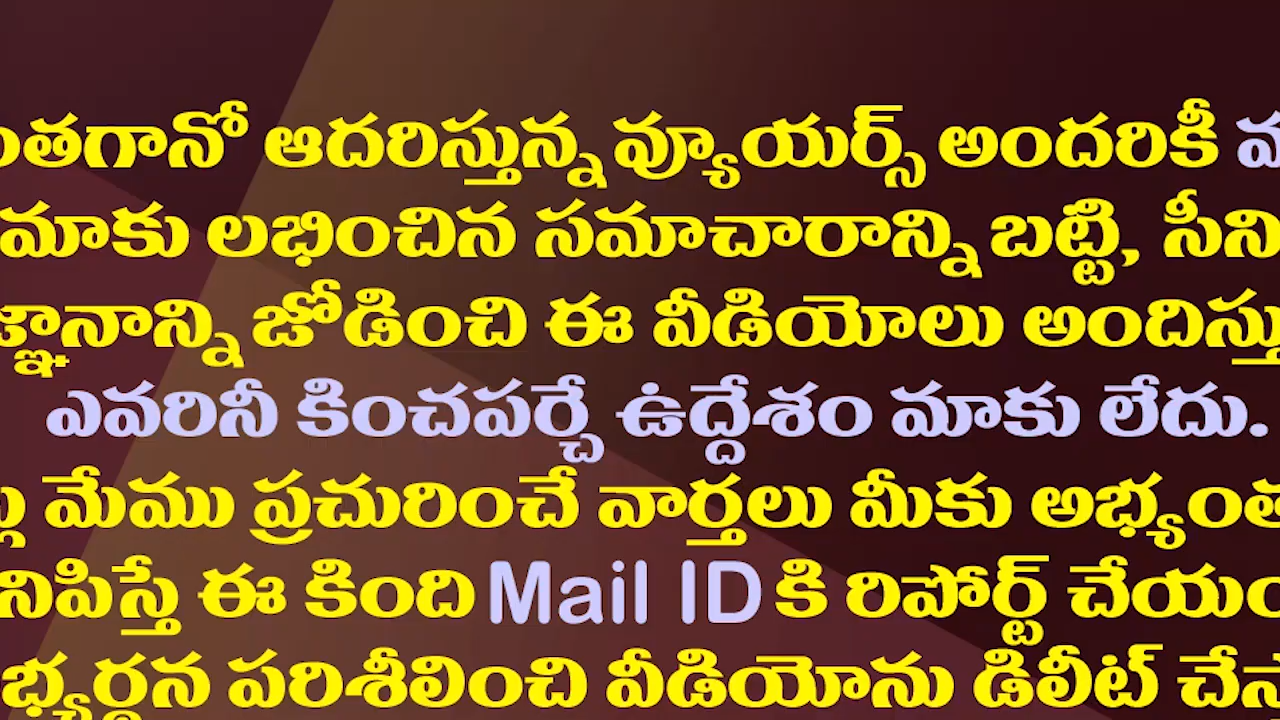 ఆదరిస్తున్న వ్యూయర్స్ అందరికీ
మాకు లభించిన సమాచారాన్ని బట్టి,
జోడించి ఈ వీడియోలు
ఎవరినీ కించపర్చే ఉద్దేశం మాకు లేదు.
మేము ప్రచురించే వార్తలు మీకు
ఈ కింది Mail ID కి రిపోర్ట్
పరిశీలించి వీడియోను డిలీట్